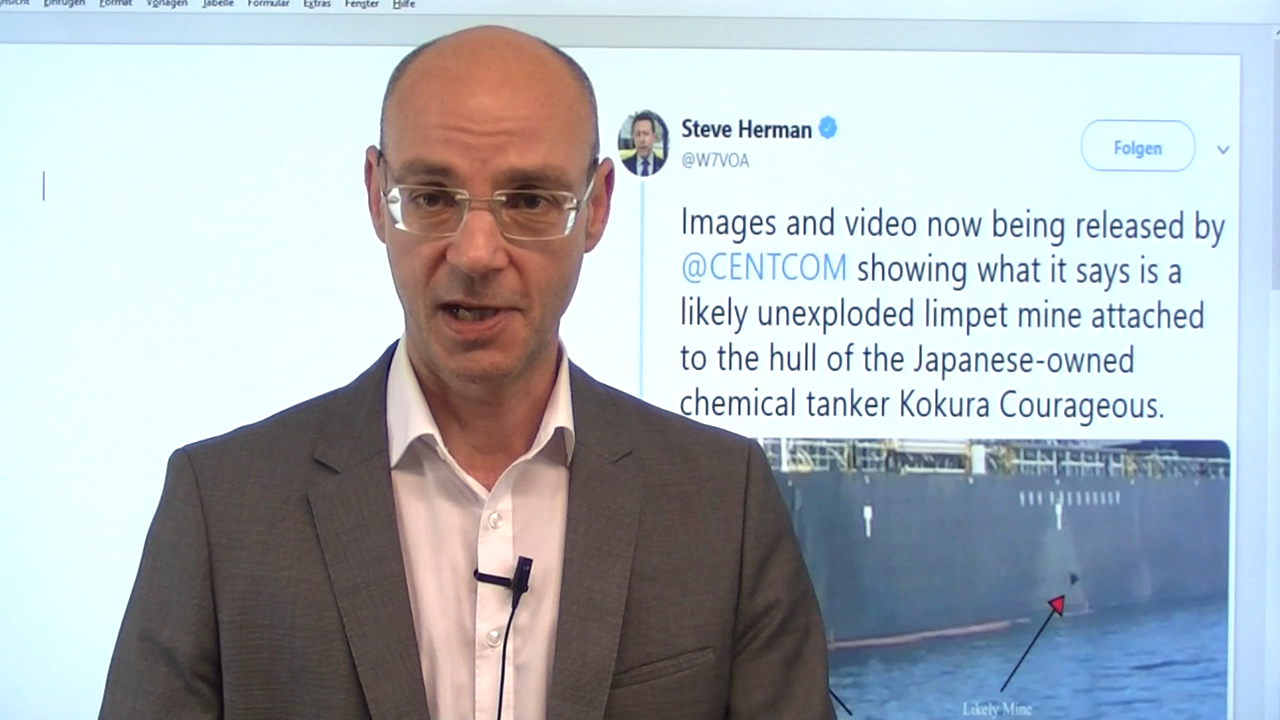 Einfügen Format Vorlagen Tabelle Formular Extras Fenster Hilfe
Steve Herman
@W7VOA
Folgen
Images and video now being released by
@CENTCOM showing what it says is a
likely unexploded limpet mine attached
to the hull of the Japanese-owned
chemical tanker Kokura Courageous.
Likely Mine